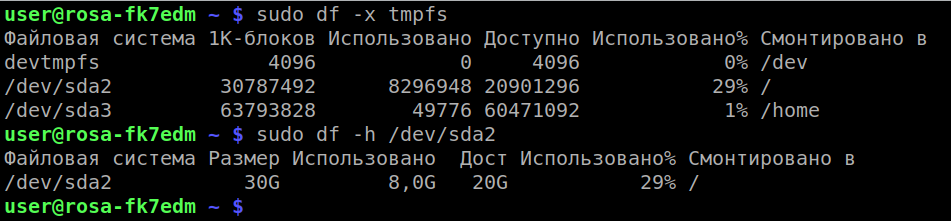 user@rosa-fk7edm ~ $ sudo df -x tmpfs
Файловая система 1K-блоков Использовано Доступно Использовано% Смонтировано в
devtmpfs 4096 0 4096 0% /dev
/dev/sda2 30787492 8296948 20901296 29% /
/dev/sda3 63793828 49776 60471092 1% /home
user@rosa-fk7edm ~ $ sudo df -h /dev/sda2
Файловая система Размер Использовано Дост Использовано% Смонтировано в
/dev/sda2 30G 8,0G 20G 29% /
user@rosa-fk7edm ~ $